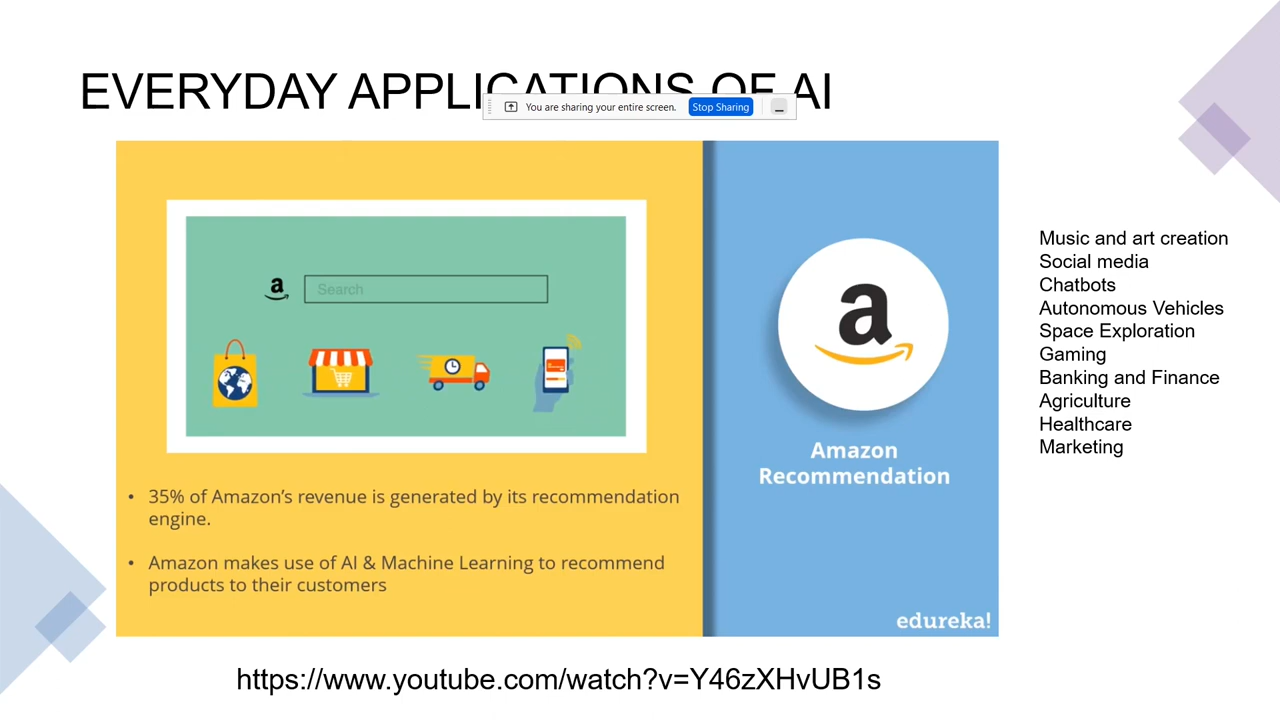 EVERYDAY APPLICATIONS OF AI
You are sharing your entire screen.
Stop Sharing
a
Search
a
Amazon
Recommendation
• 35% of Amazon's revenue is generated by its recommendation
engine.
• Amazon makes use of AI & Machine Learning to recommend
products to their customers
edureka!
Music and art creation
Social media
Chatbots
Autonomous Vehicles
Space Exploration
Gaming
Banking and Finance
Agriculture
Healthcare
Marketing
https://www.youtube.com/watch?v=Y46zXHvUB1s